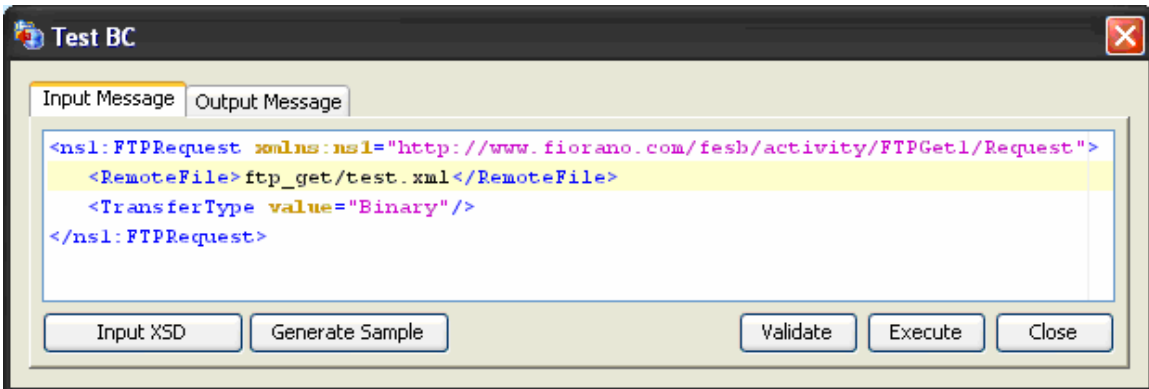 Test BC
Input Message Output Message
<ns1:FTPRequest xmlns:ns1="http://www.fiorano.com/fesb/activity/FTPGet1/Request">
<RemoteFile>ftp_get/test.xml</RemoteFile>
<TransferType value="Binary"/>
</ns1:FTPRequest>
Input XSD Generate Sample Validate Execute Close